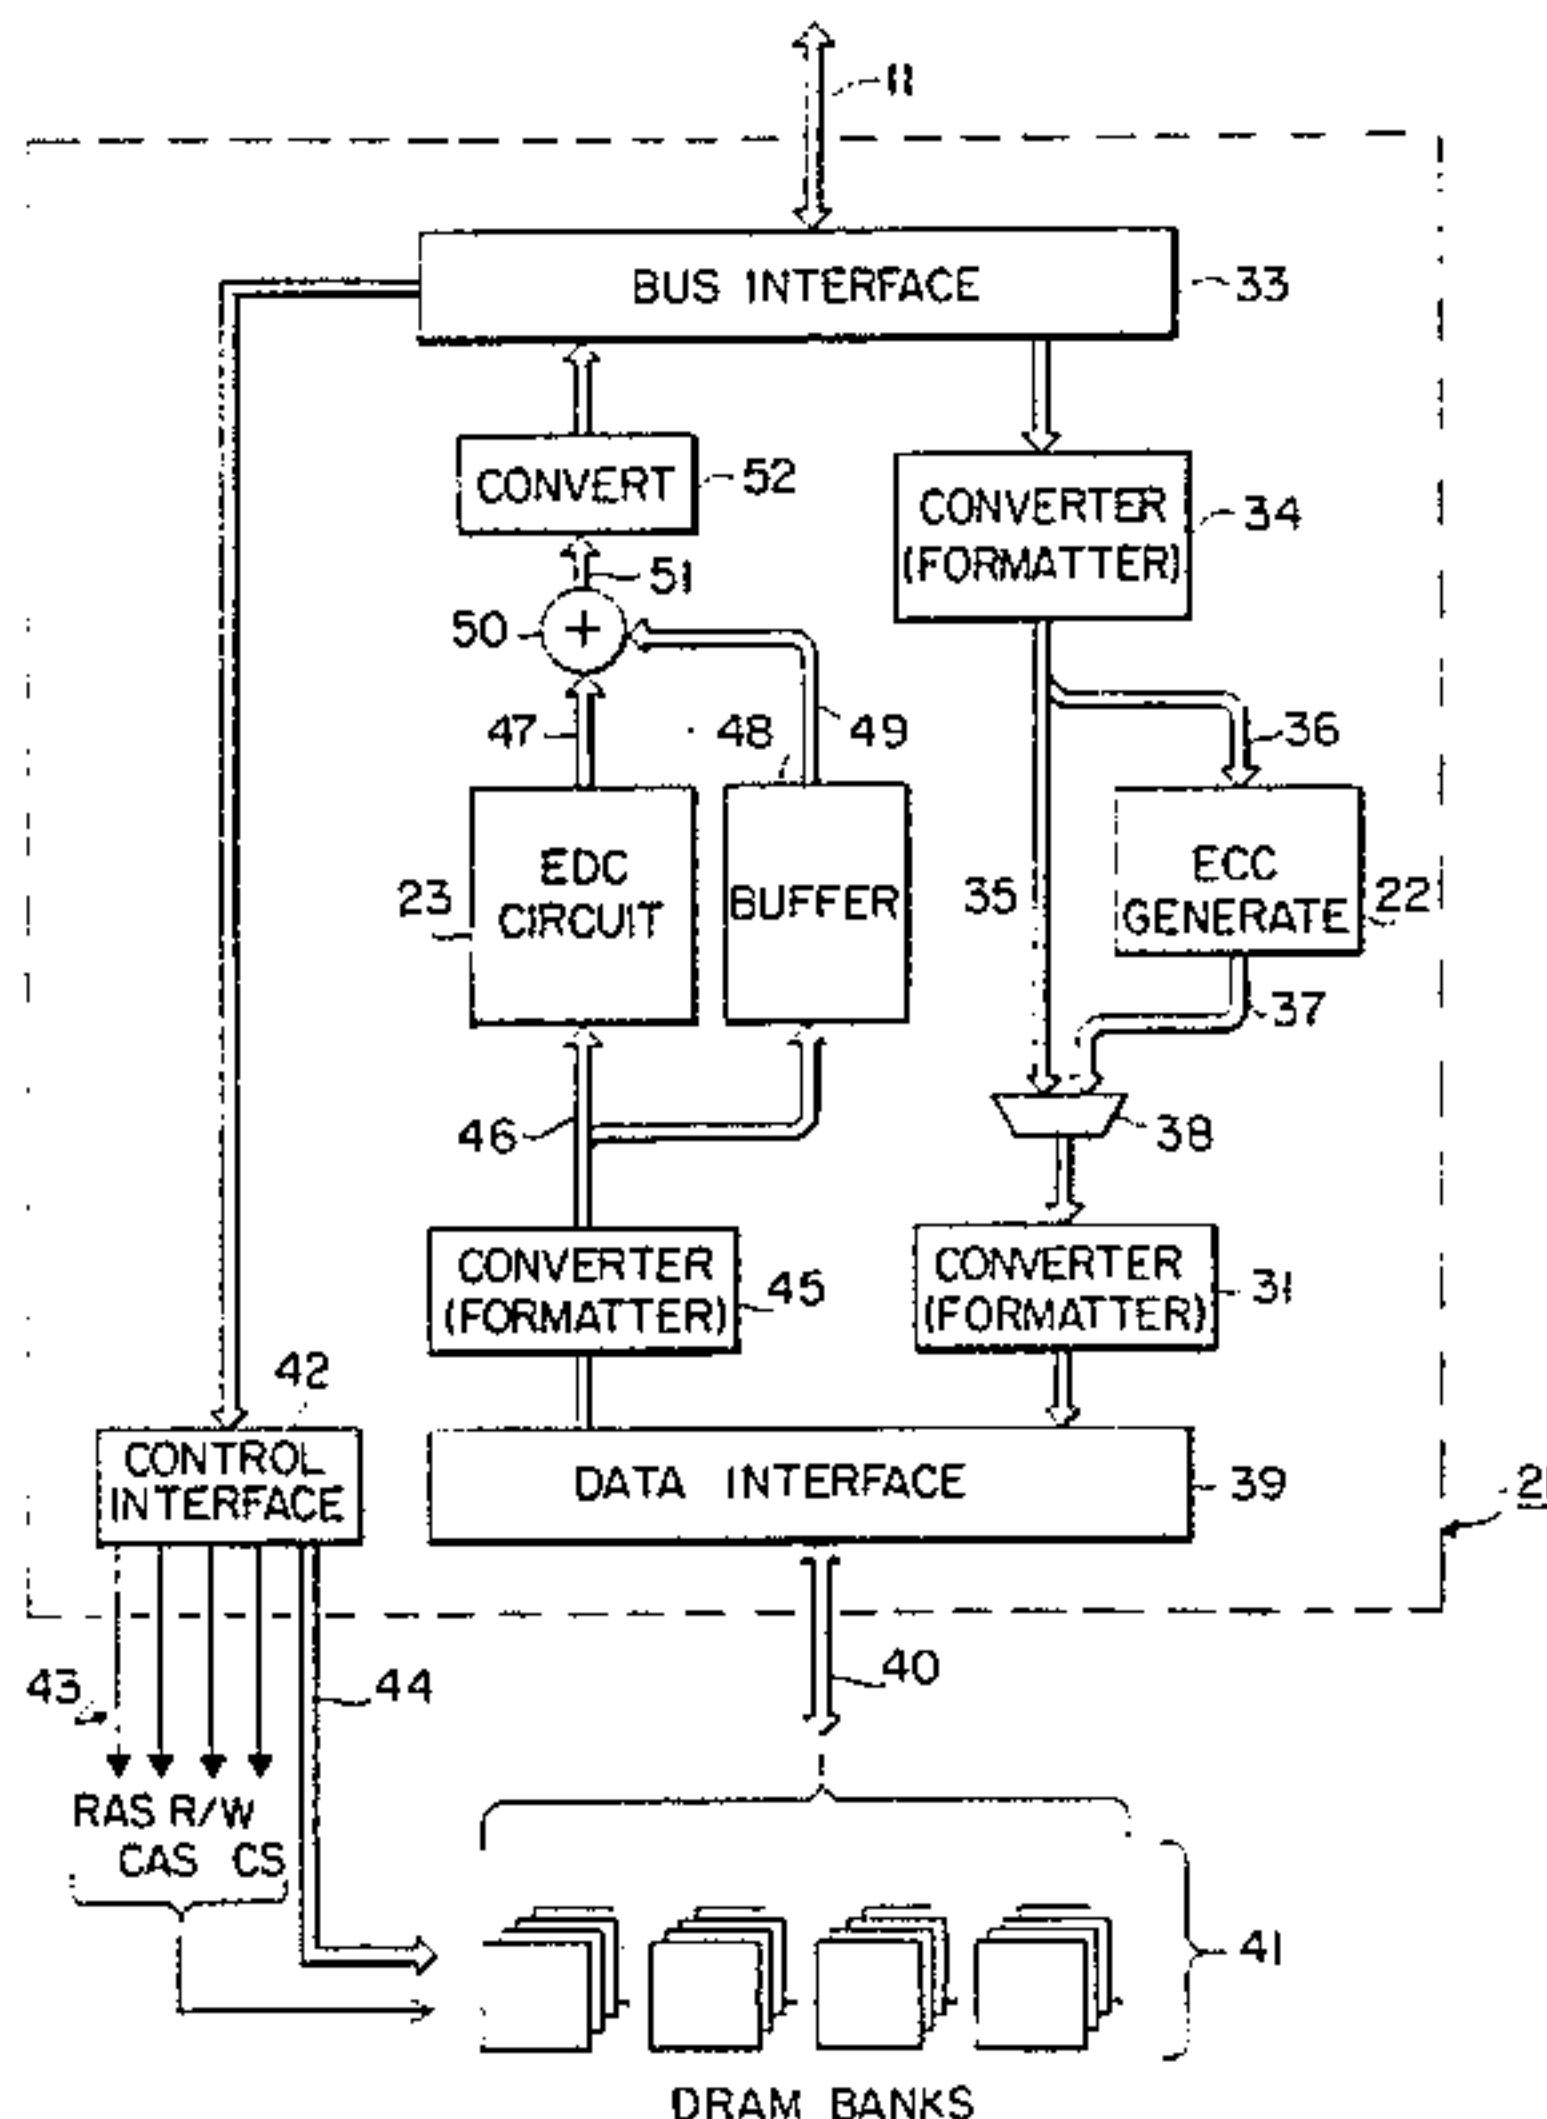 11
BUS INTERFACE
33
CONVERT
52
CONVERTER
(FORMATTER)
34
51
50
+
47
48
49
36
EDC
CIRCUIT
23
BUFFER
35
ECC
GENERATE
22
37
46
38
CONVERTER
(FORMATTER)
45
CONVERTER
(FORMATTER)
31
42
CONTROL
INTERFACE
DATA INTERFACE
39
21
43
44
40
RAS R/W
CAS CS
41
DRAM BANKS